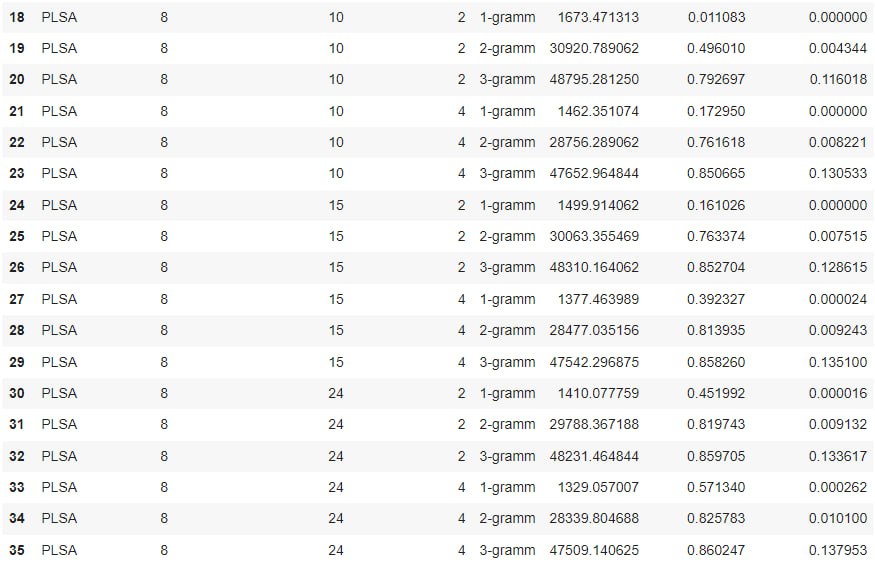 18 PLSA 8 10 2 1-gramm 1673.471313 0.011083 0.000000
19 PLSA 8 10 2 2-gramm 30920.789062 0.496010 0.004344
20 PLSA 8 10 2 3-gramm 48795.281250 0.792697 0.116018
21 PLSA 8 10 4 1-gramm 1462.351074 0.172950 0.000000
22 PLSA 8 10 4 2-gramm 28756.289062 0.761618 0.008221
23 PLSA 8 10 4 3-gramm 47652.964844 0.850665 0.130533
24 PLSA 8 15 2 1-gramm 1499.914062 0.161026 0.000000
25 PLSA 8 15 2 2-gramm 30063.355469 0.763374 0.007515
26 PLSA 8 15 2 3-gramm 48310.164062 0.852704 0.128615
27 PLSA 8 15 4 1-gramm 1377.463989 0.392327 0.000024
28 PLSA 8 15 4 2-gramm 28477.035156 0.813935 0.009243
29 PLSA 8 15 4 3-gramm 47542.296875 0.858260 0.135100
30 PLSA 8 24 2 1-gramm 1410.077759 0.451992 0.000016
31 PLSA 8 24 2 2-gramm 29788.367188 0.819743 0.009132
32 PLSA 8 24 2 3-gramm 48231.464844 0.859705 0.133617
33 PLSA 8 24 4 1-gramm 1329.057007 0.571340 0.000262
34 PLSA 8 24 4 2-gramm 28339.804688 0.825783 0.010100
35 PLSA 8 24 4 3-gramm 47509.140625 0.860247 0.137953